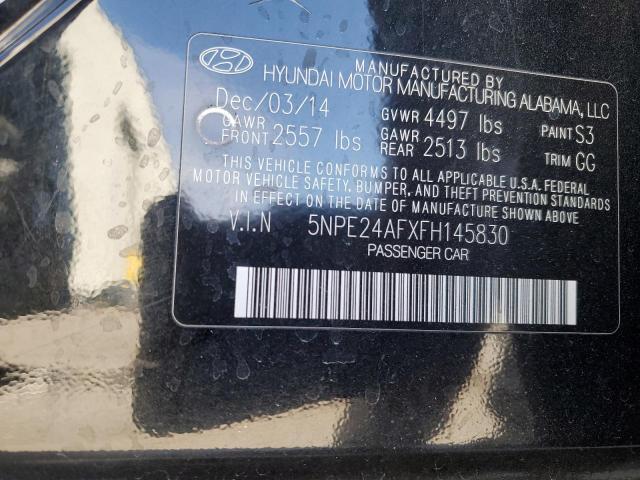 MANUFACTURED BY
HYUNDAI MOTOR MANUFACTURING ALABAMA, LLC
Dec/03/14 GVWR 4497 lbs PAINT S3
GAWR FRONT 2557 lbs GAWR REAR 2513 lbs TRIM GG
THIS VEHICLE CONFORMS TO ALL APPLICABLE U.S.A. FEDERAL
MOTOR VEHICLE SAFETY, BUMPER, AND THEFT PREVENTION STANDARDS
IN EFFECT ON THE DATE OF MANUFACTURE SHOWN ABOVE
V.I.N 5NPE24AFXFH145830
PASSENGER CAR